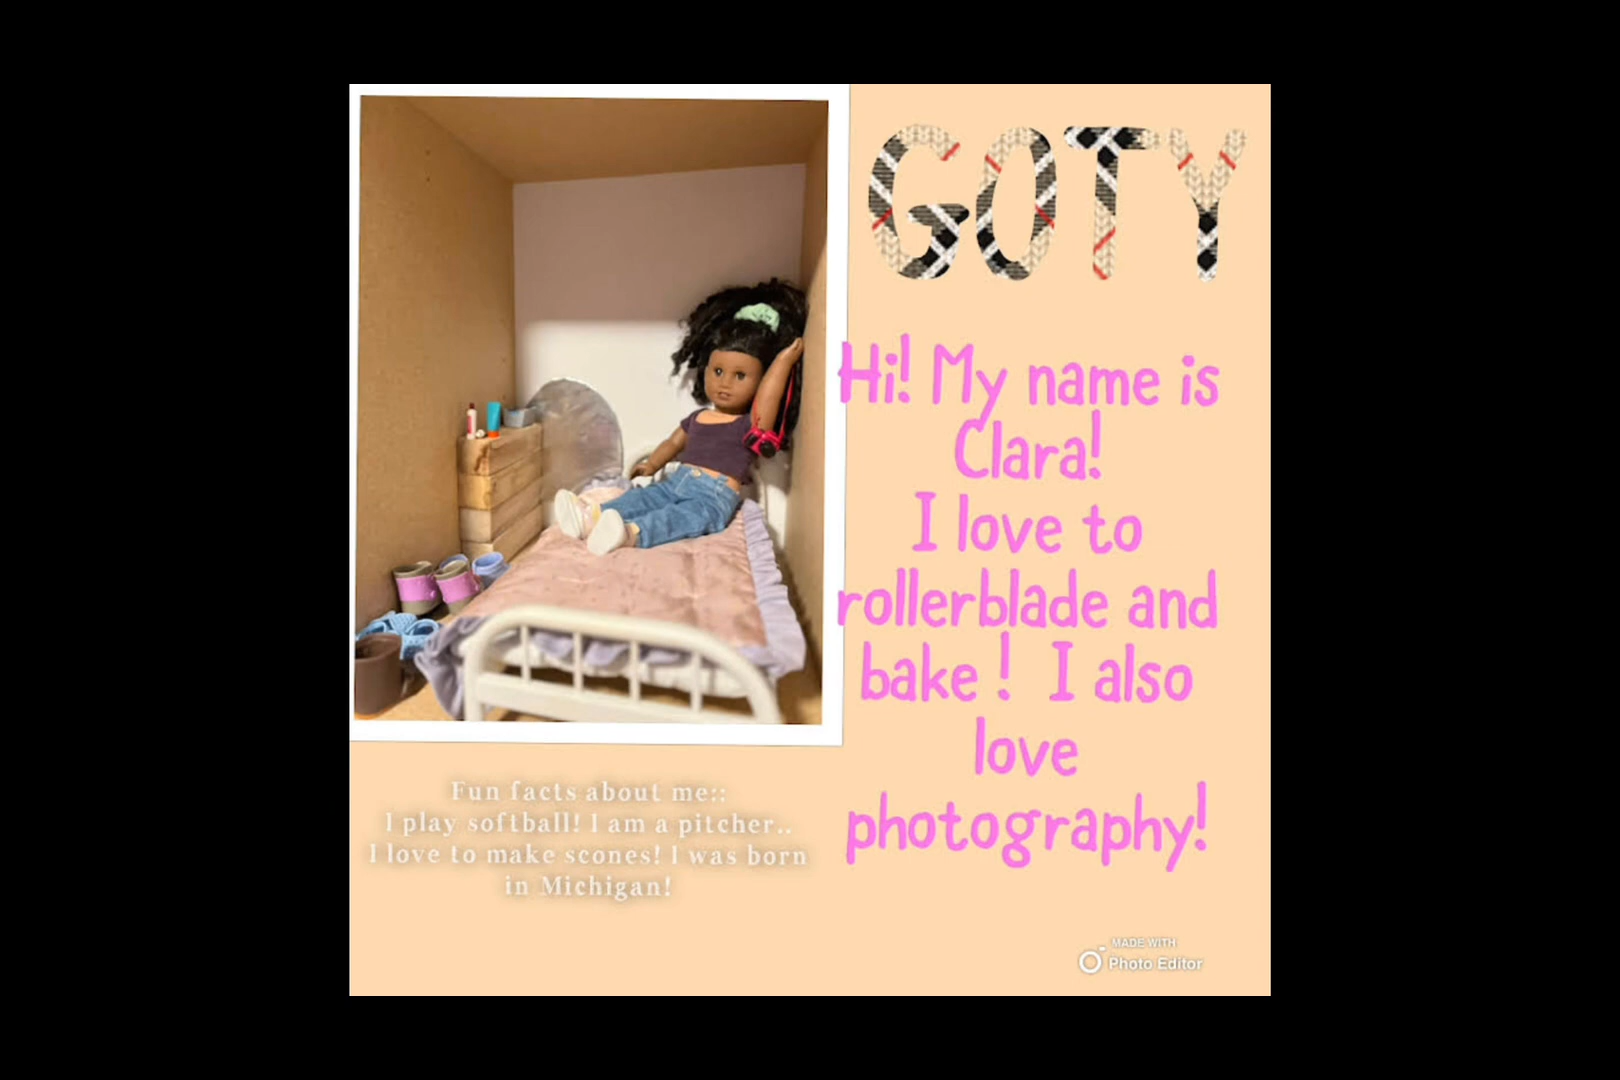 GOTY
Hi! My name is
Clara!
I love to
rollerblade and
bake! I also
love
photography!
Fun facts about me::
I play softball! I am a pitcher..
I love to make scones! I was born
in Michigan!
MADE WITH
Photo Editor